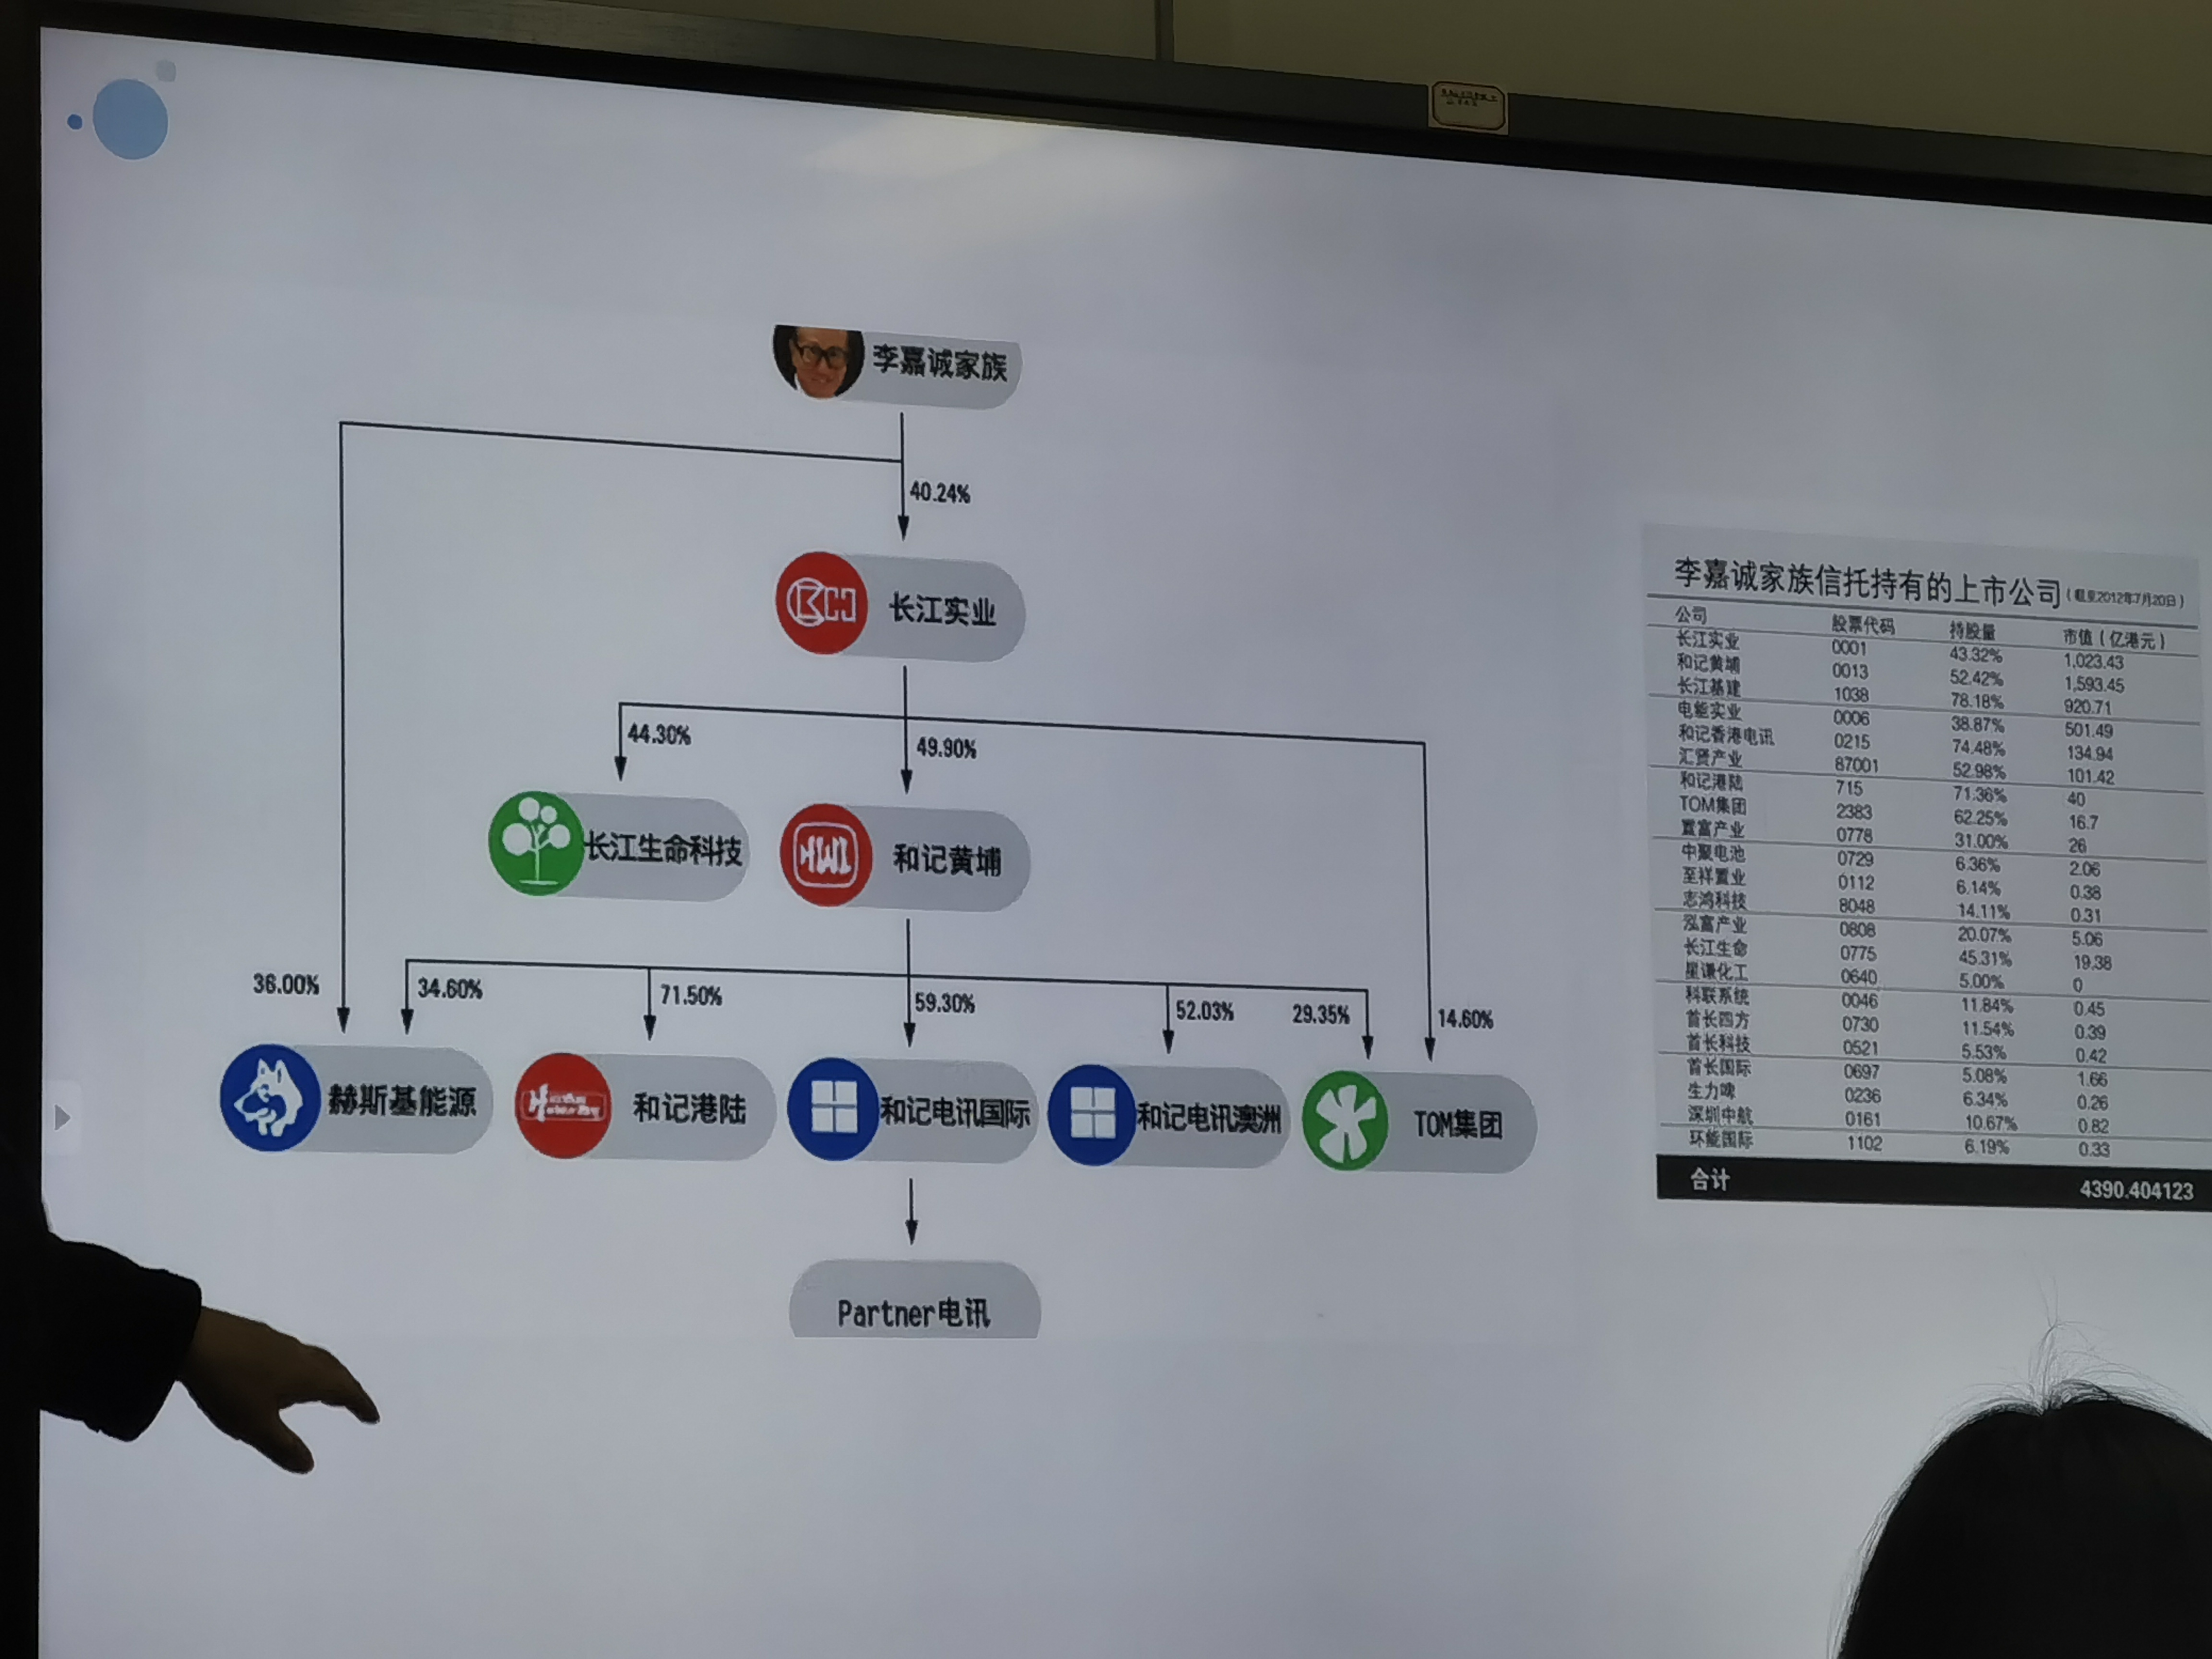 李嘉诚家族
40.24%
长江实业
44.30%
49.90%
长江生命科技
和记黄埔
36.00%
34.60%
71.50%
59.30%
52.03%
29.35%
14.60%
赫斯基能源
和记港陆
和记电讯国际
和记电讯澳洲
TOM集团
Partner电讯
李嘉诚家族信托持有的上市公司(截至2012年7月20日)
公司 股票代码 持股量 市值(亿港元)
长江实业 0001 43.32% 1,023.43
和记黄埔 0013 52.42% 1,593.45
长江基建 1038 78.18% 920.71
电能实业 0006 38.87% 501.49
和记香港电讯 0215 74.48% 134.94
汇贤产业 87001 52.98% 101.42
和记港陆 715 71.36% 40
TOM集团 2383 62.25% 16.7
置富产业 0778 31.00% 26
中聚电池 0729 6.36% 2.06
至祥置业 0112 6.14% 0.38
志鸿科技 8048 14.11% 0.31
泓富产业 0808 20.07% 5.06
长江生命 0775 45.31% 19.38
星谦化工 0640 5.00% 0
科联系统 0046 11.84% 0.45
首长四方 0730 11.54% 0.39
首长科技 0521 5.53% 0.42
首长国际 0697 5.08% 1.66
生力啤 0236 6.34% 0.26
深圳中航 0161 10.67% 0.82
环能国际 1102 6.19% 0.33
合计 4390.404123